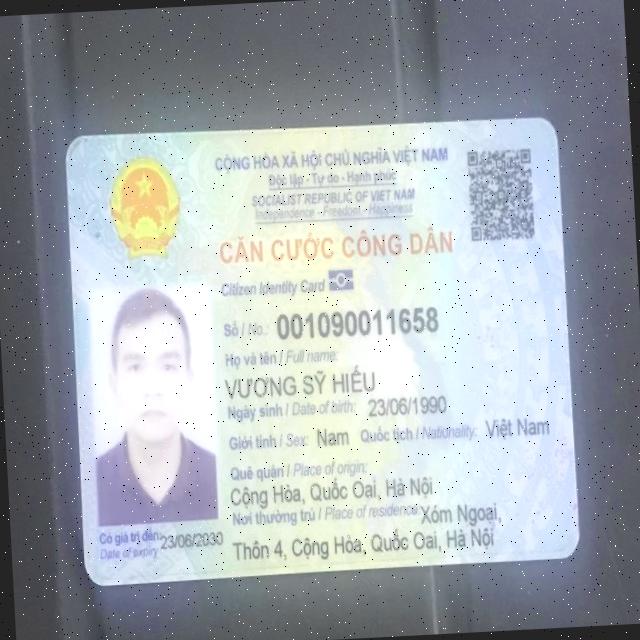 CỘNG HÒA XÃ HỘI CHỦ NGHĨA VIỆT NAM
Độc lập - Tự do - Hạnh phúc
SOCIALIST REPUBLIC OF VIET NAM
Independence - Freedom - Happiness
CĂN CƯỚC CÔNG DÂN
Citizen Identity Card
Số / No.: 001090011658
Họ và tên / Full name:
VƯƠNG SỸ HIẾU
Ngày sinh / Date of birth: 23/06/1990
Giới tính / Sex: Nam Quốc tịch / Nationality: Việt Nam
Quê quán / Place of origin:
Cộng Hòa, Quốc Oai, Hà Nội
Nơi thường trú / Place of residence: Xóm Ngoại,
Thôn 4, Cộng Hòa, Quốc Oai, Hà Nội
Có giá trị đến: 23/06/2030
Date of expiry